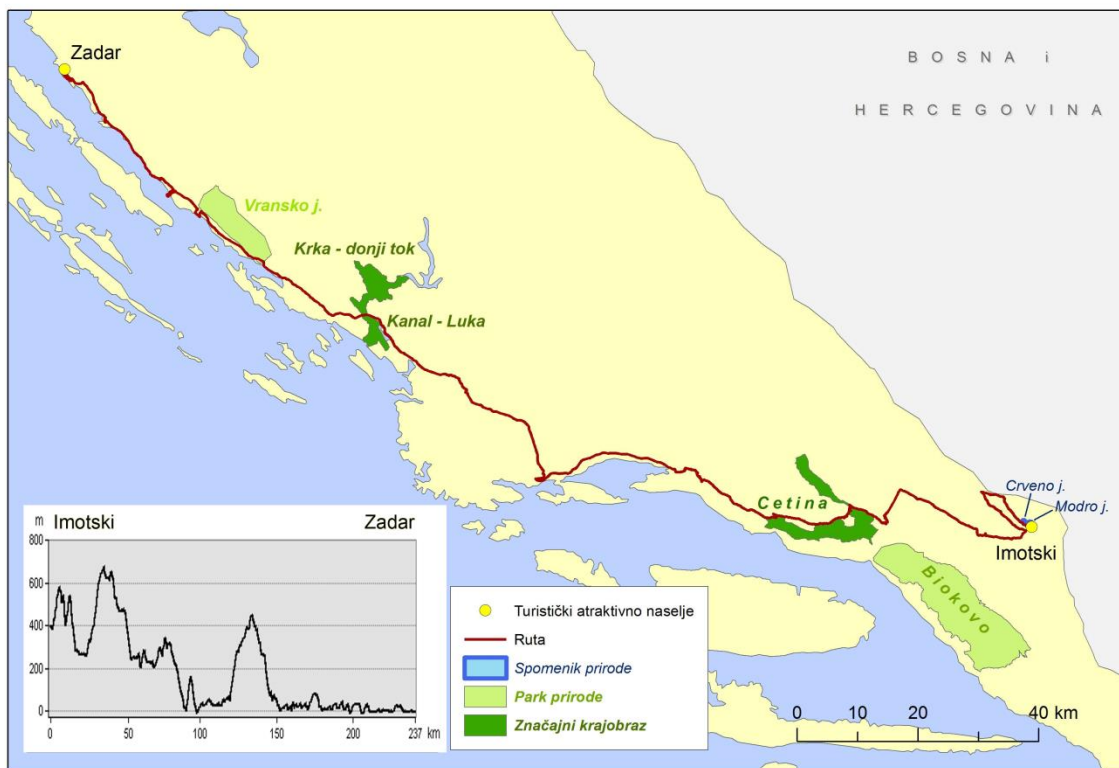 Zadar
BOSNA i
HERCEGOVINA
Vransko j.
Krka - donji tok
Kanal - Luka
Crveno j.
Modro j.
Cetina
Imotski
Biokovo
m Imotski Zadar
800
600
400
200
0
0 50 100 150 200 237 km
Turistički atraktivno naselje
Ruta
Spomenik prirode
Park prirode
Značajni krajobraz
0 10 20 40 km